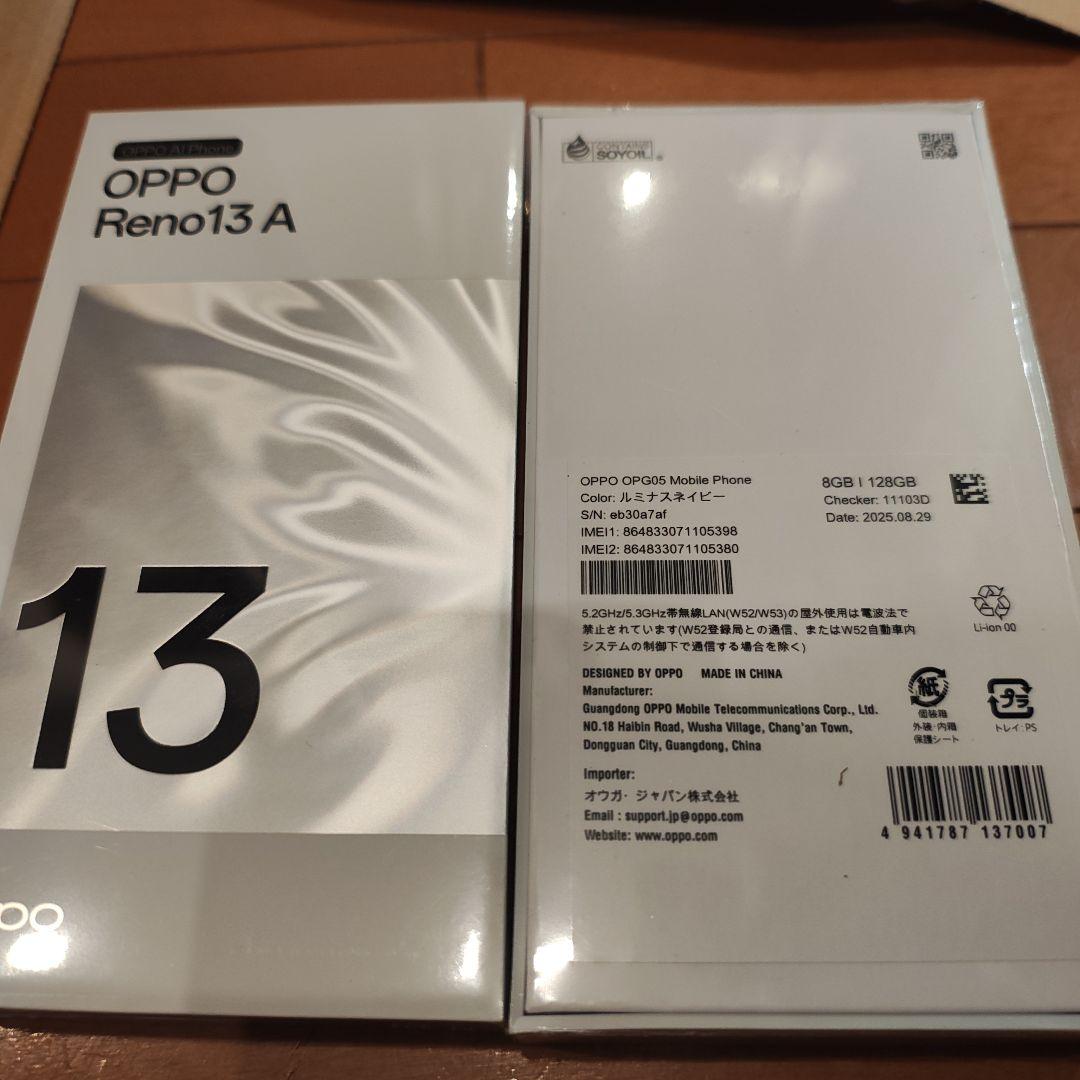 OPPO AI Phone
OPPO
Reno13 A
13
CONTAINS
SOYOIL
OPPO OPG05 Mobile Phone
Color: ルミナスネイビー
S/N: eb30a7af
IMEI1: 864833071105398
IMEI2: 864833071105380
8GB | 128GB
Checker: 11103D
Date: 2025.08.29
5.2GHz/5.3GHz帯無線LAN(W52/W53)の屋外使用は電波法で
禁止されています(W52登録局との通信、またはW52自動車内
システムの制御下で通信する場合を除く)
Li-ion 00
DESIGNED BY OPPO MADE IN CHINA
Manufacturer:
Guangdong OPPO Mobile Telecommunications Corp., Ltd.
NO.18 Haibin Road, Wusha Village, Chang'an Town,
Dongguan City, Guangdong, China
紙
個装箱
外装・内箱
保護シート
プラ
トレイ:PS
Importer:
オウガ・ジャパン株式会社
Email : support.jp@oppo.com
Website: www.oppo.com
4 941787 137007